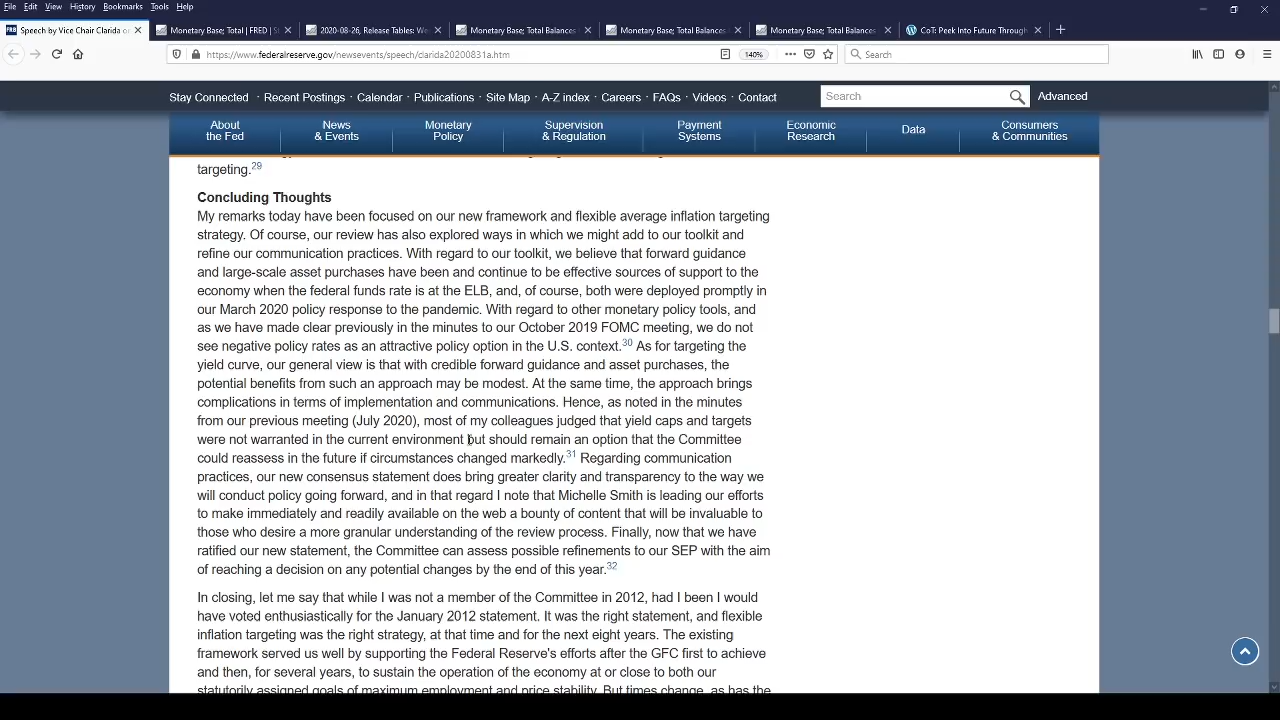 File Edit View History Bookmarks Tools Help
Speech by Vice Chair Clarida or
Monetary Base; Total | FRED | S
2020-08-26, Release Tables: We
Monetary Base; Total Balances
Monetary Base; Total Balances
Monetary Base; Total Balances
CoT: Peek Into Future Through
https://www.federalreserve.gov/newsevents/speech/clarida20200831a.htm
140%
Search
Stay Connected · Recent Postings · Calendar · Publications · Site Map · A-Z index · Careers · FAQs · Videos · Contact
Search
Advanced
About the Fed
News & Events
Monetary Policy
Supervision & Regulation
Payment Systems
Economic Research
Data
Consumers & Communities
targeting.29
Concluding Thoughts
My remarks today have been focused on our new framework and flexible average inflation targeting
strategy. Of course, our review has also explored ways in which we might add to our toolkit and
refine our communication practices. With regard to our toolkit, we believe that forward guidance
and large-scale asset purchases have been and continue to be effective sources of support to the
economy when the federal funds rate is at the ELB, and, of course, both were deployed promptly in
our March 2020 policy response to the pandemic. With regard to other monetary policy tools, and
as we have made clear previously in the minutes to our October 2019 FOMC meeting, we do not
see negative policy rates as an attractive policy option in the U.S. context.30 As for targeting the
yield curve, our general view is that with credible forward guidance and asset purchases, the
potential benefits from such an approach may be modest. At the same time, the approach brings
complications in terms of implementation and communications. Hence, as noted in the minutes
from our previous meeting (July 2020), most of my colleagues judged that yield caps and targets
were not warranted in the current environment but should remain an option that the Committee
could reassess in the future if circumstances changed markedly.31 Regarding communication
practices, our new consensus statement does bring greater clarity and transparency to the way we
will conduct policy going forward, and in that regard I note that Michelle Smith is leading our efforts
to make immediately and readily available on the web a bounty of content that will be invaluable to
those who desire a more granular understanding of the review process. Finally, now that we have
ratified our new statement, the Committee can assess possible refinements to our SEP with the aim
of reaching a decision on any potential changes by the end of this year.32
In closing, let me say that while I was not a member of the Committee in 2012, had I been I would
have voted enthusiastically for the January 2012 statement. It was the right statement, and flexible
inflation targeting was the right strategy, at that time and for the next eight years. The existing
framework served us well by supporting the Federal Reserve's efforts after the GFC first to achieve
and then, for several years, to sustain the operation of the economy at or close to both our
statutorily assigned goals of maximum employment and price stability. But times change, as has the